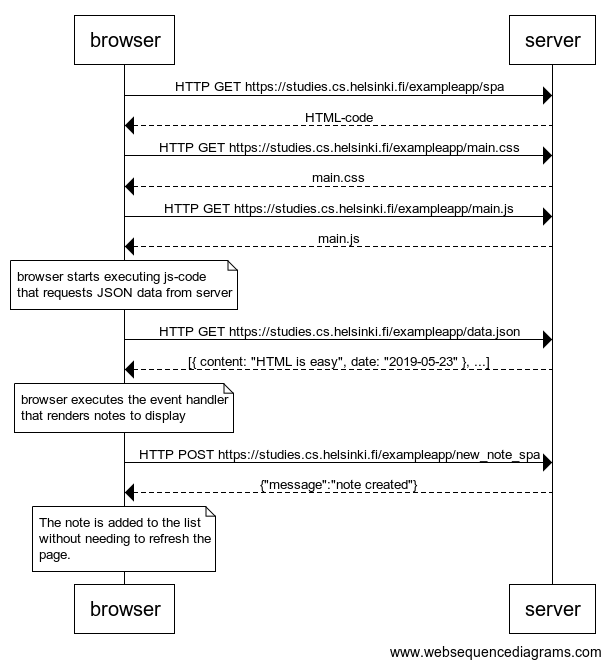 browser
server
HTTP GET https://studies.cs.helsinki.fi/exampleapp/spa
HTML-code
HTTP GET https://studies.cs.helsinki.fi/exampleapp/main.css
main.css
HTTP GET https://studies.cs.helsinki.fi/exampleapp/main.js
main.js
browser starts executing js-code
that requests JSON data from server
HTTP GET https://studies.cs.helsinki.fi/exampleapp/data.json
[{ content: "HTML is easy", date: "2019-05-23" }, ...]
browser executes the event handler
that renders notes to display
HTTP POST https://studies.cs.helsinki.fi/exampleapp/new_note_spa
{"message":"note created"}
The note is added to the list
without needing to refresh the
page.
browser
server
www.websequencediagrams.com